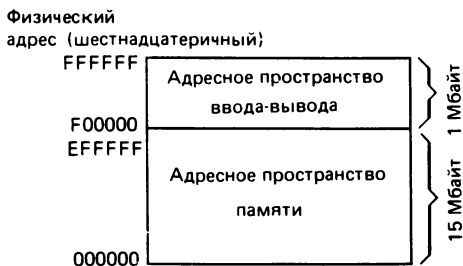 Физический
адрес (шестнадцатеричный)
FFFFFF
Адресное пространство
ввода-вывода
1 Мбайт
F00000
EFFFFF
Адресное пространство
памяти
15 Мбайт
000000